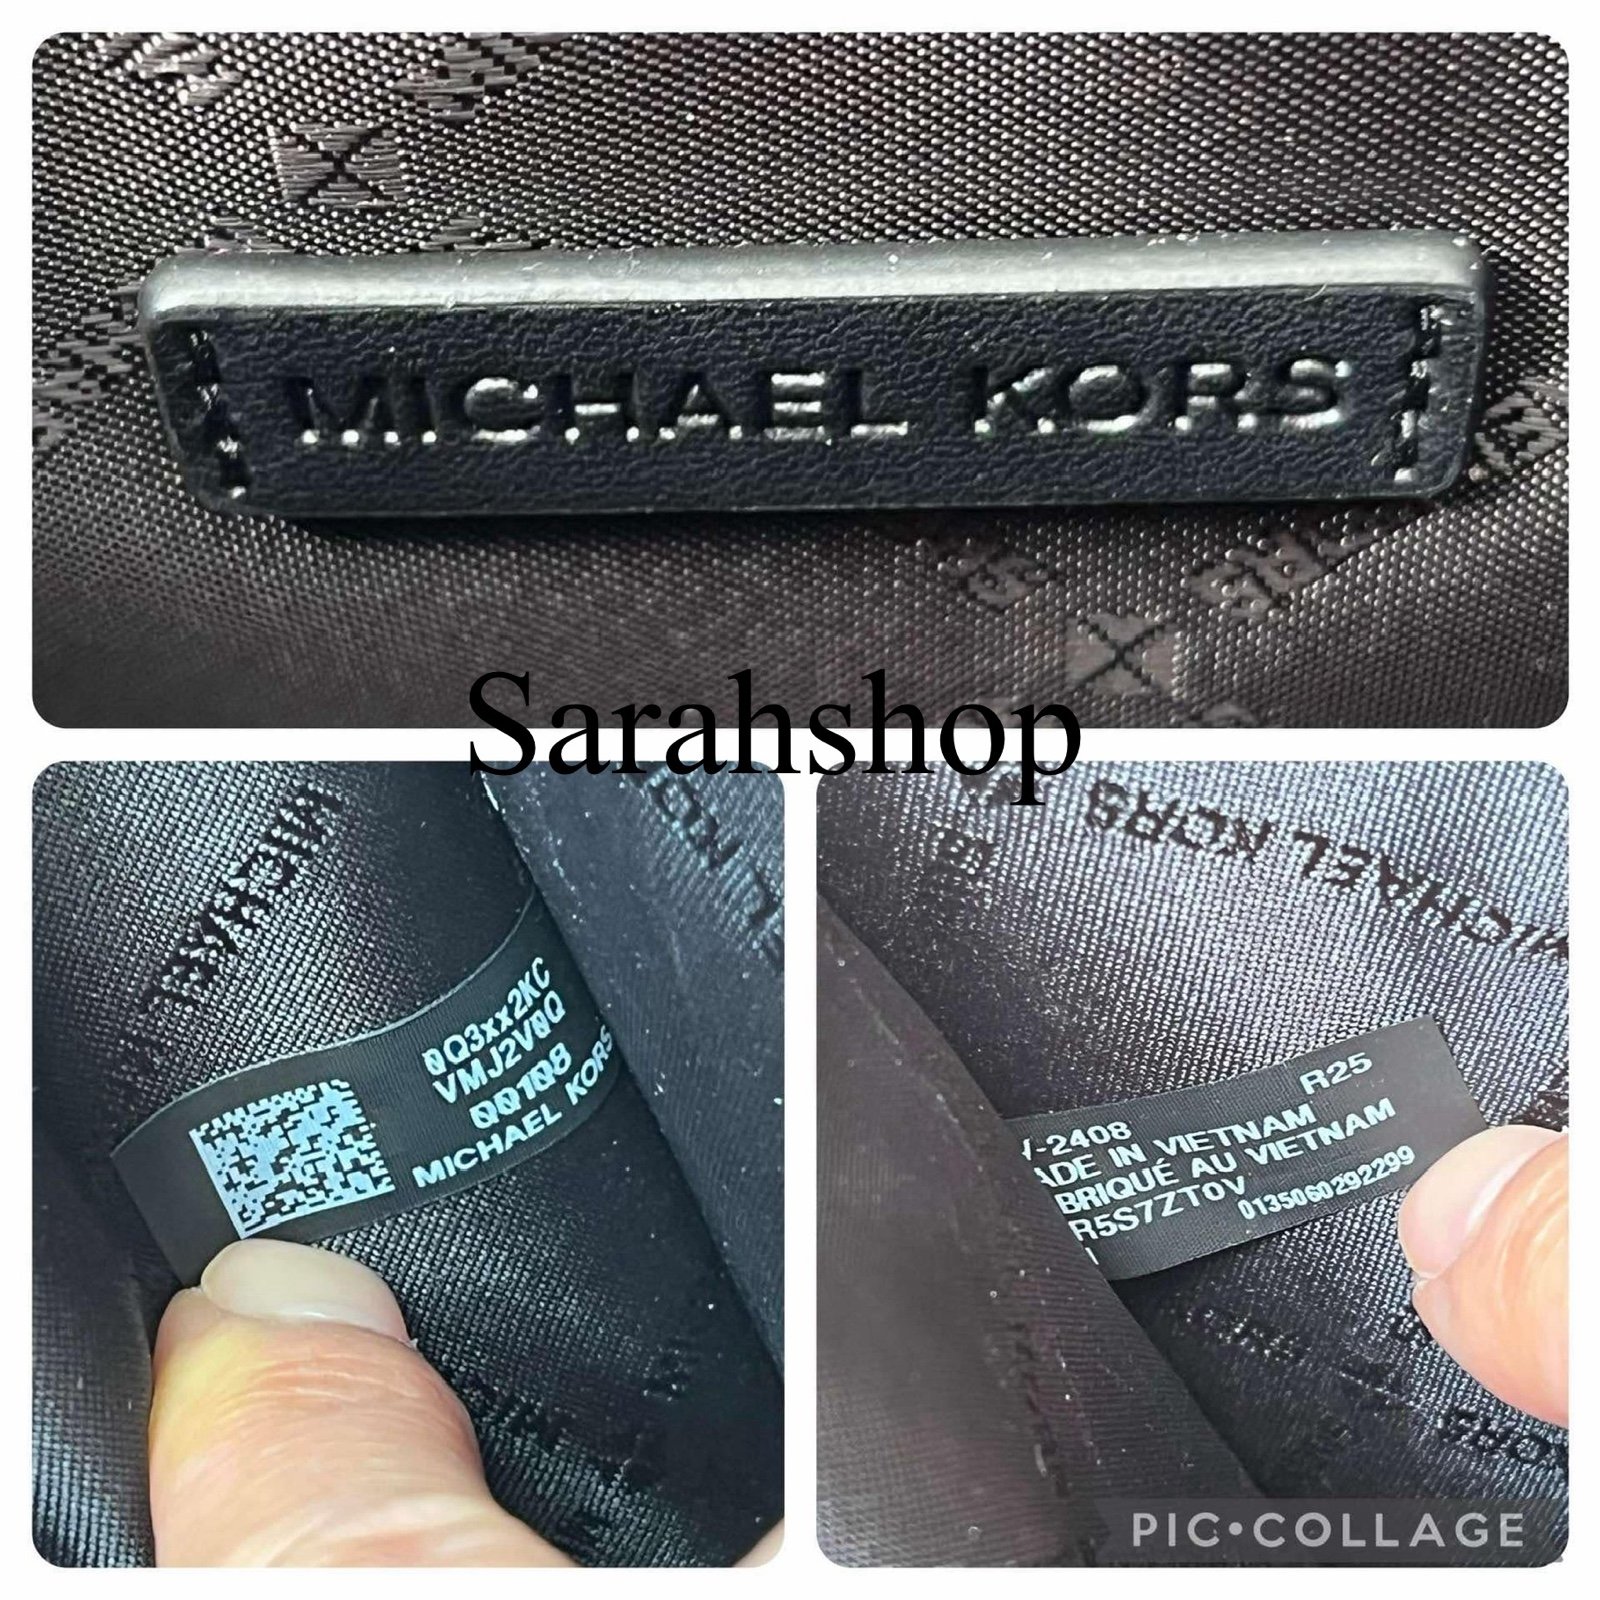 MICHAEL KORS
Sarahshop
MICHAEL
0Q3xx2KC
VMJ2V0Q
QQ1Q8
MICHAEL KORS
MICHAEL KORS
R25
V-2408
ADE IN VIETNAM
BRIQUÉ AU VIETNAM
R5S7ZT0V
0135060292299
PIC•COLLAGE